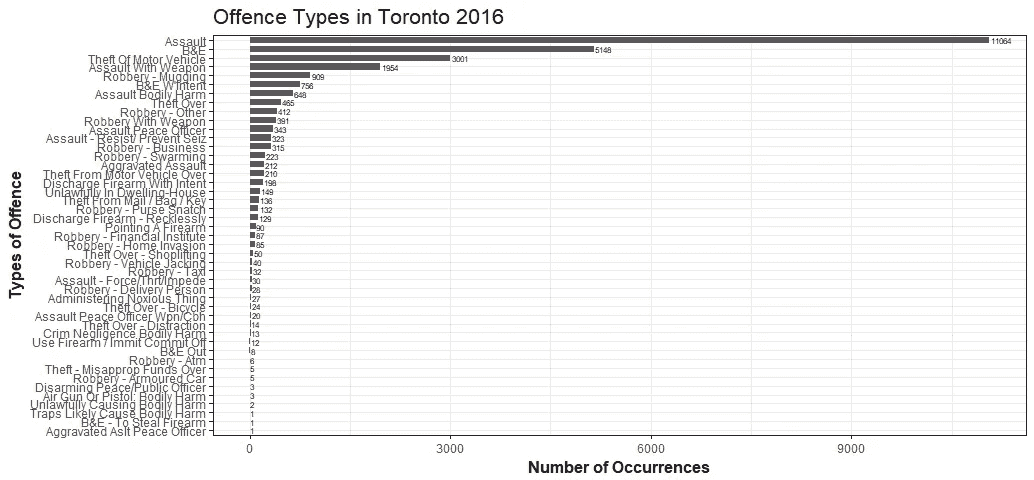 Offence Types in Toronto 2016
Types of Offence
Assault 11064
B&E 5148
Theft Of Motor Vehicle 3001
Assault With Weapon 1954
Robbery - Mugging 909
B&E W'Intent 756
Assault Bodily Harm 648
Theft Over 465
Robbery - Other 412
Robbery With Weapon 391
Assault Peace Officer 343
Assault - Resist/ Prevent Seiz 323
Robbery - Business 315
Robbery - Swarming 223
Aggravated Assault 212
Theft From Motor Vehicle Over 210
Discharge Firearm With Intent 198
Unlawfully In Dwelling-House 149
Theft From Mail / Bag / Key 136
Robbery - Purse Snatch 132
Discharge Firearm - Recklessly 129
Pointing A Firearm 90
Robbery - Financial Institute 87
Robbery - Home Invasion 85
Theft Over - Shoplifting 50
Robbery - Vehicle Jacking 40
Robbery - Taxi 32
Assault - Force/Thrt/Impede 30
Robbery - Delivery Person 28
Administering Noxious Thing 27
Theft Over - Bicycle 24
Assault Peace Officer Wpn/Cbh 20
Theft Over - Distraction 14
Crim Negligence Bodily Harm 13
Use Firearm / Immit Commit Off 12
B&E Out 8
Robbery - Atm 6
Theft - Misapprop Funds Over 5
Robbery - Armoured Car 5
Disarming Peace/Public Officer 3
Air Gun Or Pistol: Bodily Harm 3
Unlawfully Causing Bodily Harm 2
Traps Likely Cause Bodily Harm 1
B&E - To Steal Firearm 1
Aggravated Aslt Peace Officer 1
0 3000 6000 9000
Number of Occurrences